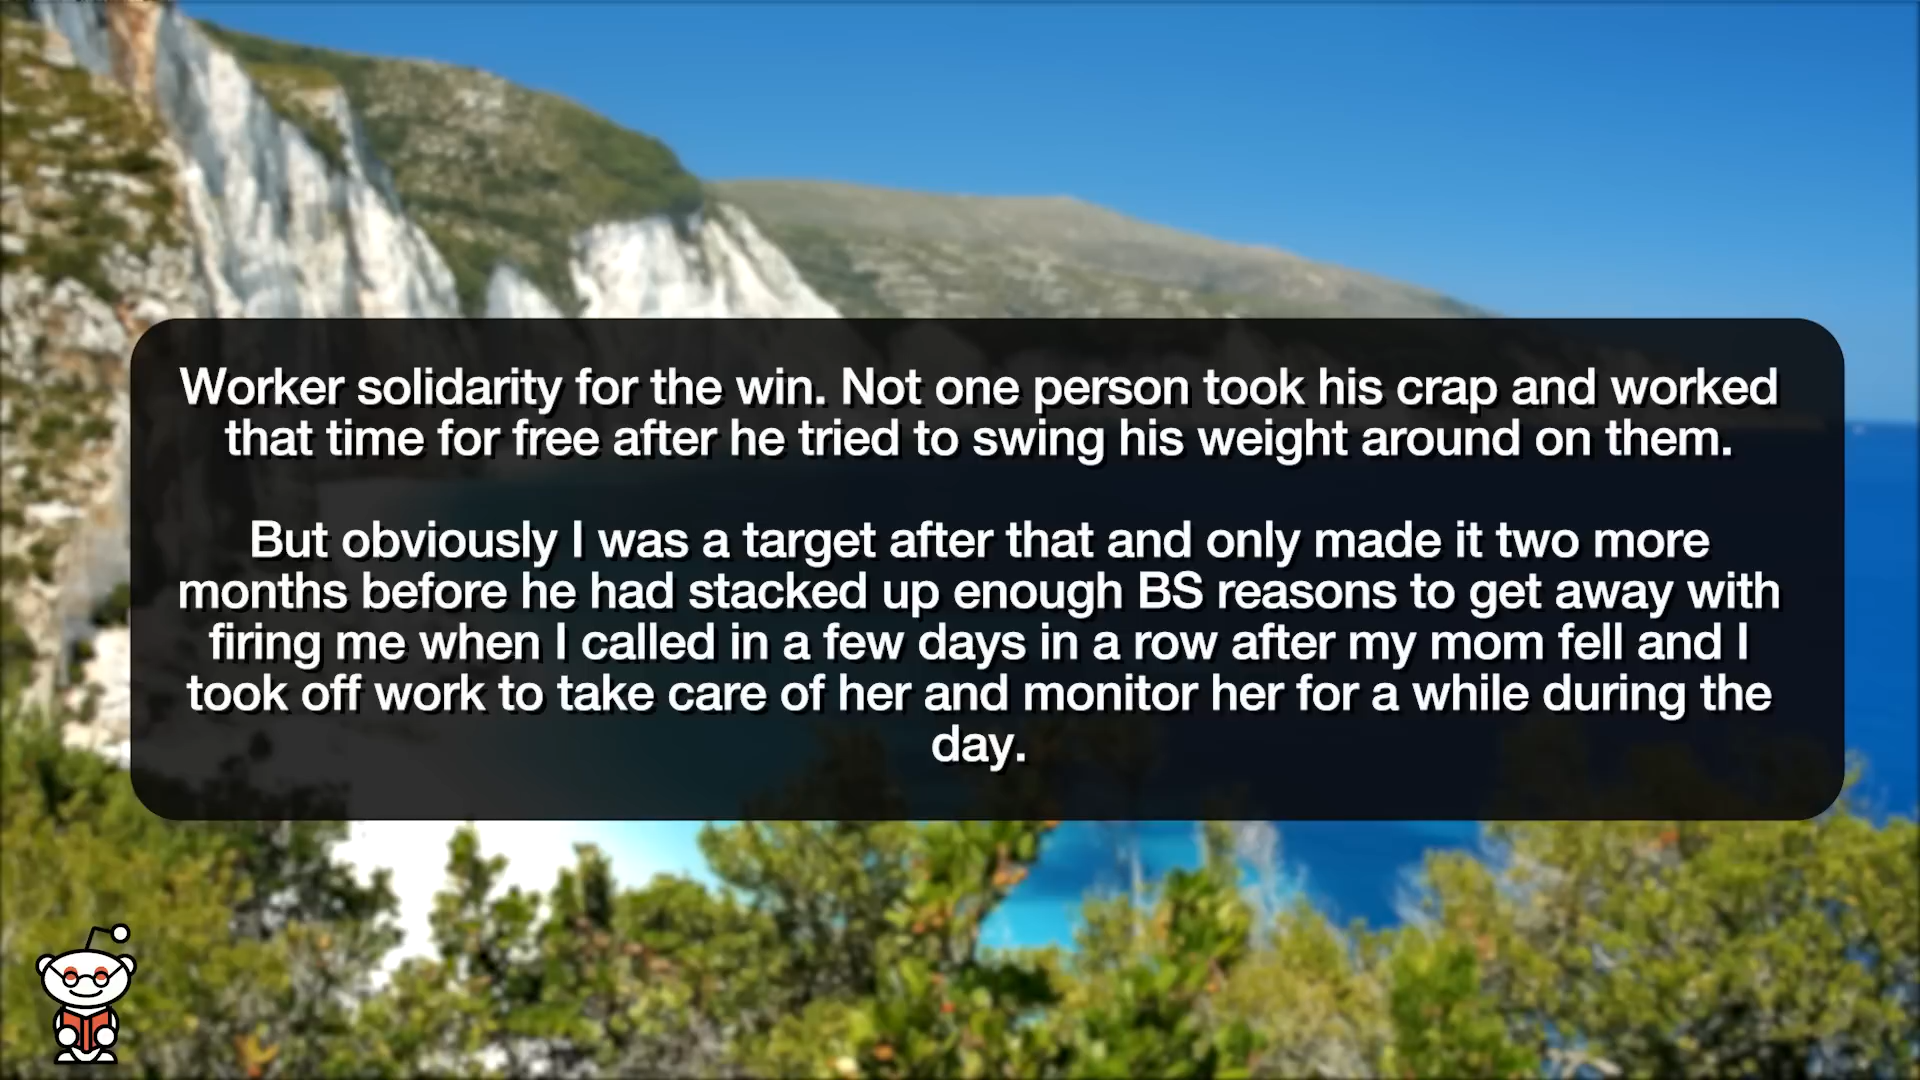 Worker solidarity for the win. Not one person took his crap and worked
that time for free after he tried to swing his weight around on them.
But obviously I was a target after that and only made it two more
months before he had stacked up enough BS reasons to get away with
firing me when I called in a few days in a row after my mom fell and I
took off work to take care of her and monitor her for a while during the
day.